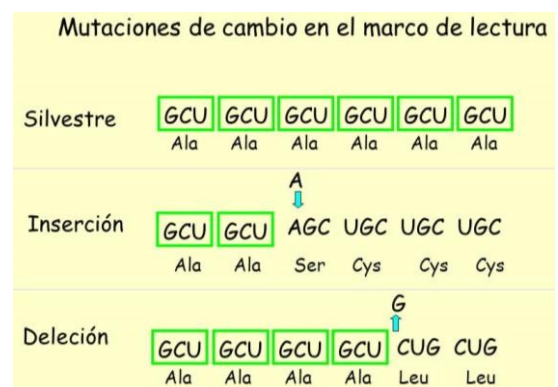 Mutaciones de cambio en el marco de lectura
Silvestre GCU GCU GCU GCU GCU GCU
Ala Ala Ala Ala Ala Ala
A
Inserción GCU GCU AGC UGC UGC UGC
Ala Ala Ser Cys Cys Cys
G
Deleción GCU GCU GCU GCU CUG CUG
Ala Ala Ala Ala Leu Leu